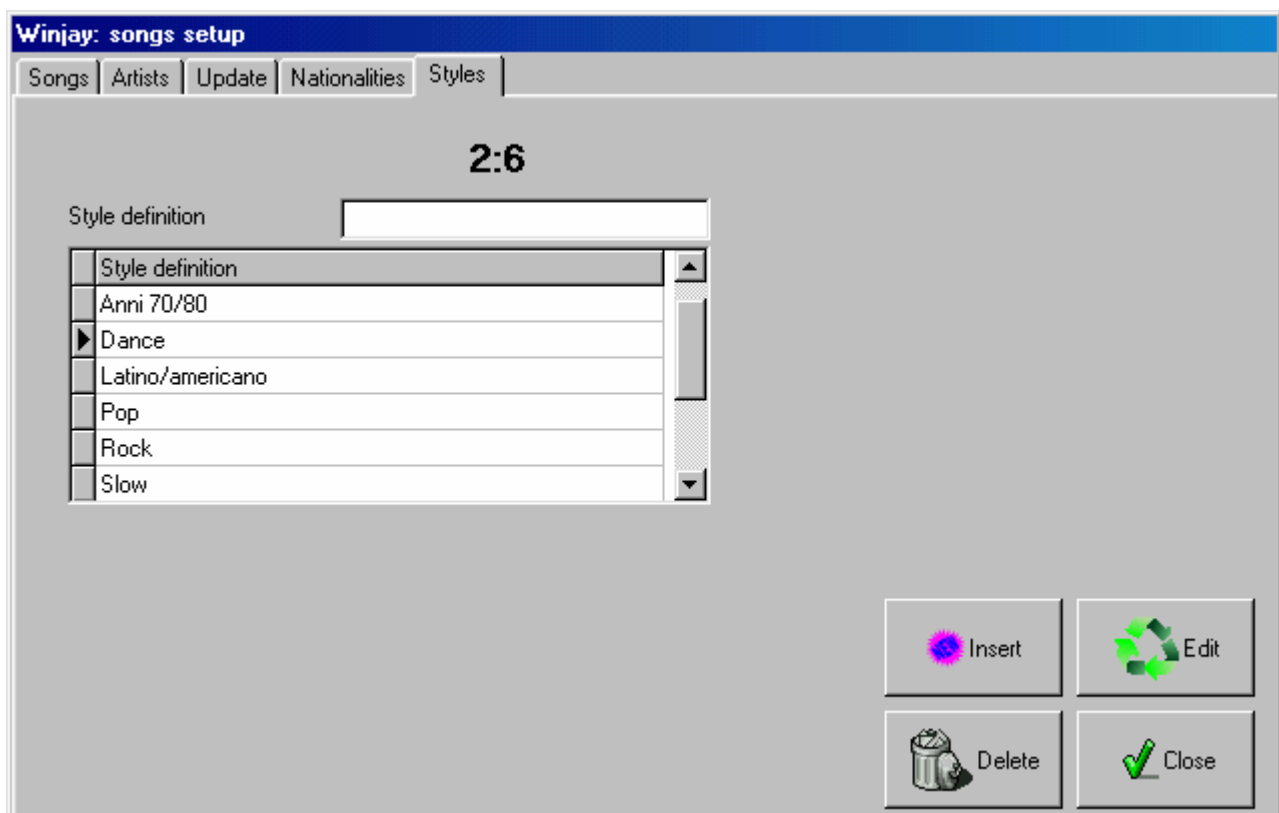 Winjay: songs setup
Songs Artists Update Nationalities Styles
2:6
Style definition
Style definition
Anni 70/80
Dance
Latino/americano
Pop
Rock
Slow
NEW Insert Edit
Delete Close